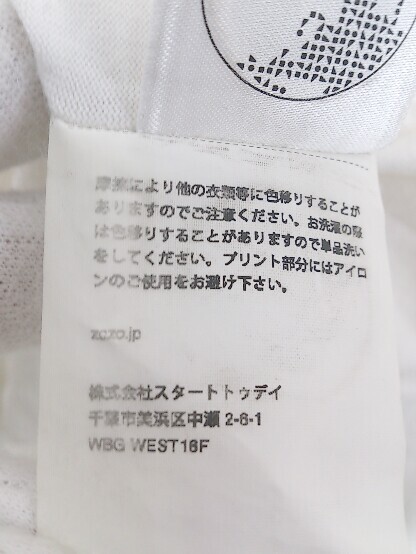 摩擦により他の衣類等に色移りすることが
ありますのでご注意ください。お洗濯の際
は色移りすることがありますので単品洗い
をしてください。プリント部分にはアイロ
ンのご使用をお避け下さい。
zozo.jp
株式会社スタートトゥデイ
千葉市美浜区中瀬 2-6-1
WBG WEST16F